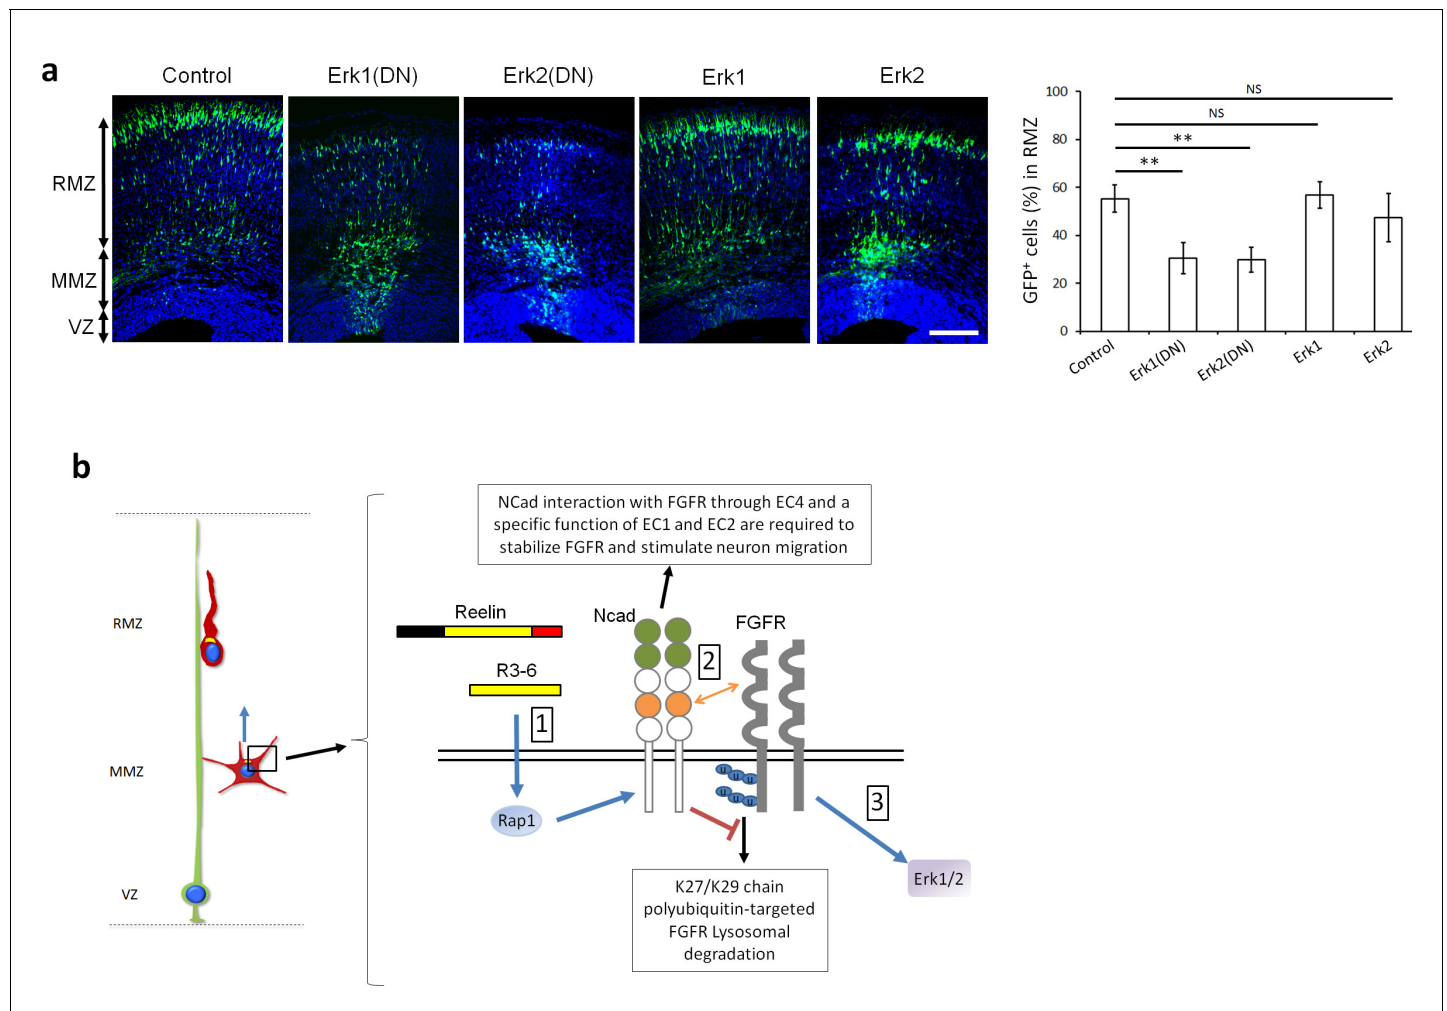 a
Control
Erk1(DN)
Erk2(DN)
Erk1
Erk2
RMZ
MMZ
VZ
GFP+ cells (%) in RMZ
100
80
60
40
20
0
NS
NS
**
**
Control
Erk1(DN)
Erk2(DN)
Erk1
Erk2
b
RMZ
MMZ
VZ
NCad interaction with FGFR through EC4 and a
specific function of EC1 and EC2 are required to
stabilize FGFR and stimulate neuron migration
Reelin
R3-6
1
Rap1
Ncad
2
FGFR
u
u
u
u
u
u
3
Erk1/2
K27/K29 chain
polyubiquitin-targeted
FGFR Lysosomal
degradation